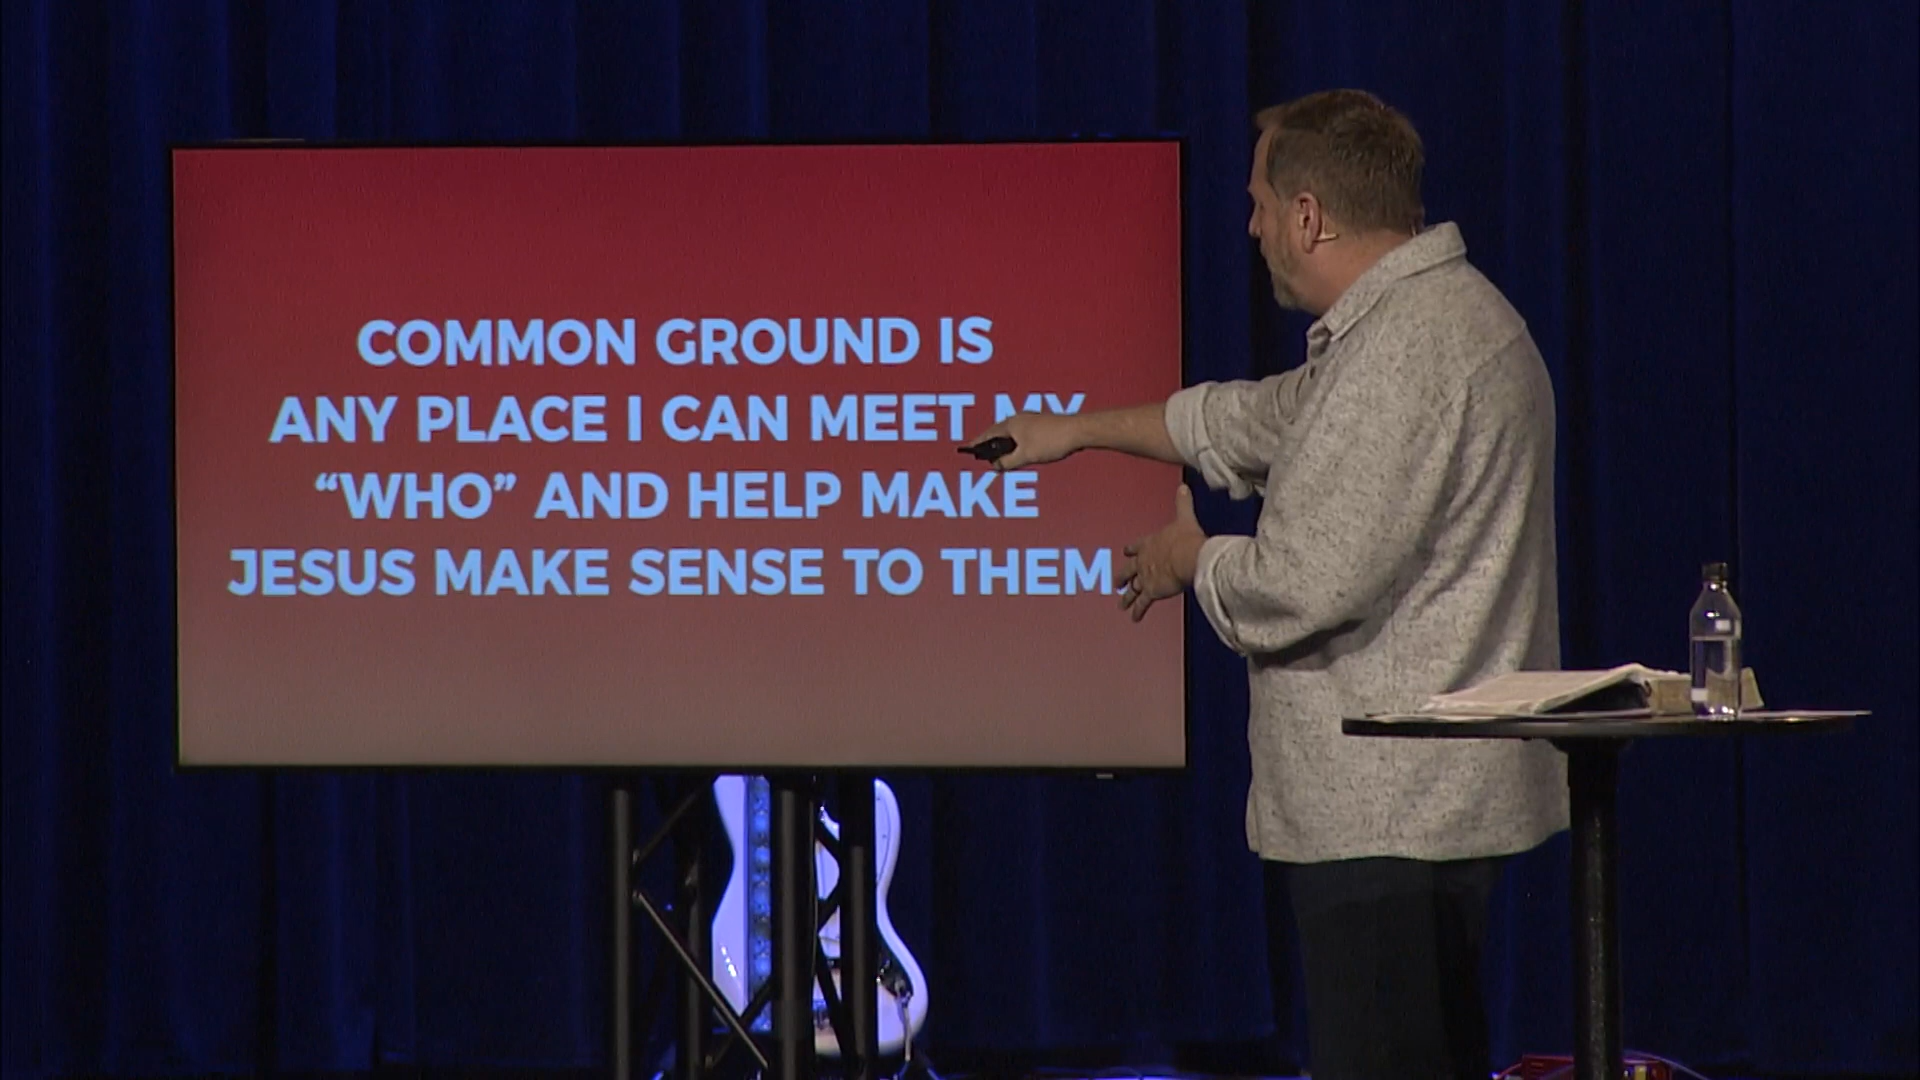 COMMON GROUND IS
ANY PLACE I CAN MEET MY
“WHO” AND HELP MAKE
JESUS MAKE SENSE TO THEM.